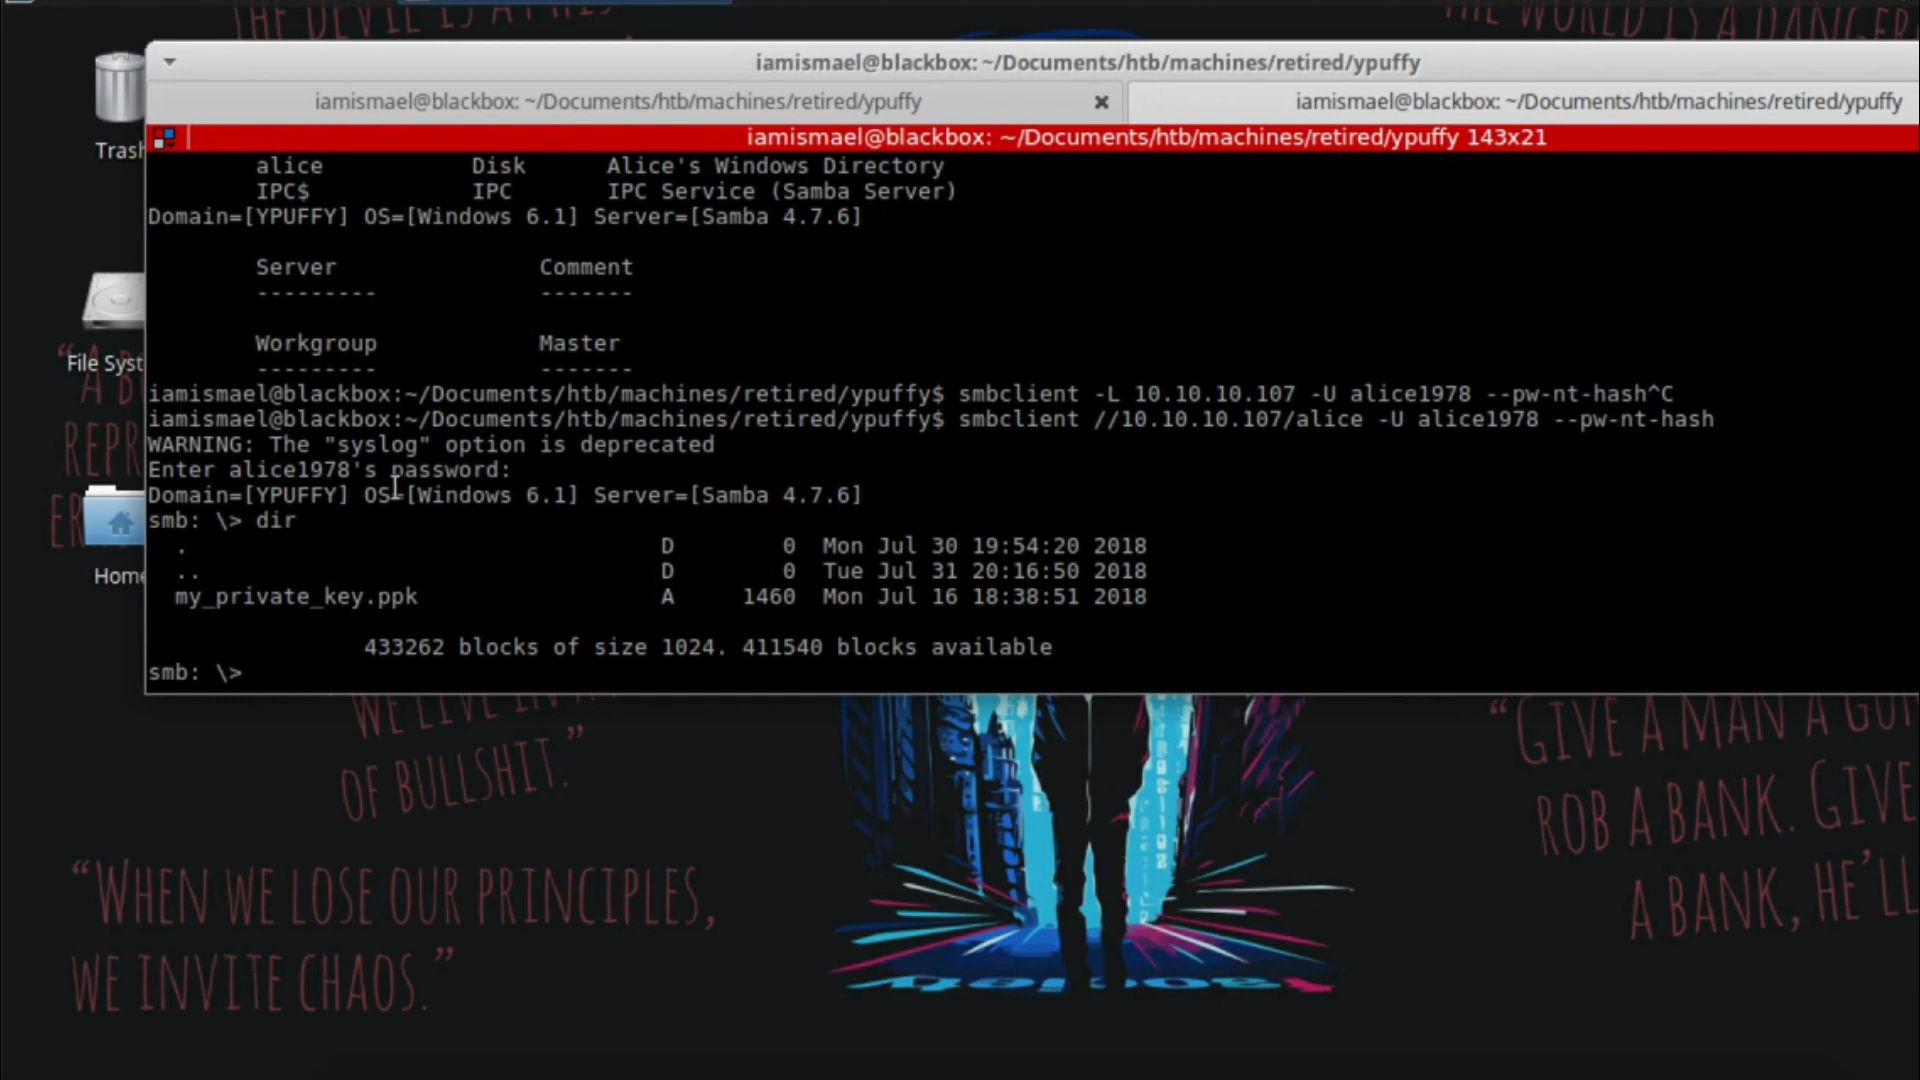 THE DEVIL IS AT HIS
THE WORLD IS A DANGER
iamismael@blackbox: ~/Documents/htb/machines/retired/ypuffy
iamismael@blackbox: ~/Documents/htb/machines/retired/ypuffy
iamismael@blackbox: ~/Documents/htb/machines/retired/ypuffy
iamismael@blackbox: ~/Documents/htb/machines/retired/ypuffy 143x21
Trash
File Syst
Home
alice Disk Alice's Windows Directory
IPC$ IPC IPC Service (Samba Server)
Domain=[YPUFFY] OS=[Windows 6.1] Server=[Samba 4.7.6]
Server Comment
--------- -------
Workgroup Master
--------- -------
iamismael@blackbox:~/Documents/htb/machines/retired/ypuffy$ smbclient -L 10.10.10.107 -U alice1978 --pw-nt-hash^C
iamismael@blackbox:~/Documents/htb/machines/retired/ypuffy$ smbclient //10.10.10.107/alice -U alice1978 --pw-nt-hash
WARNING: The "syslog" option is deprecated
Enter alice1978's password:
Domain=[YPUFFY] OS=[Windows 6.1] Server=[Samba 4.7.6]
smb: \> dir
. D 0 Mon Jul 30 19:54:20 2018
.. D 0 Tue Jul 31 20:16:50 2018
my_private_key.ppk A 1460 Mon Jul 16 18:38:51 2018
433262 blocks of size 1024. 411540 blocks available
smb: \>
“A B
REPR
ER
WE LIVE IN A
OF BULLSHIT.”
“WHEN WE LOSE OUR PRINCIPLES,
WE INVITE CHAOS.”
“GIVE A MAN A GUN
ROB A BANK. GIVE
A BANK, HE’LL